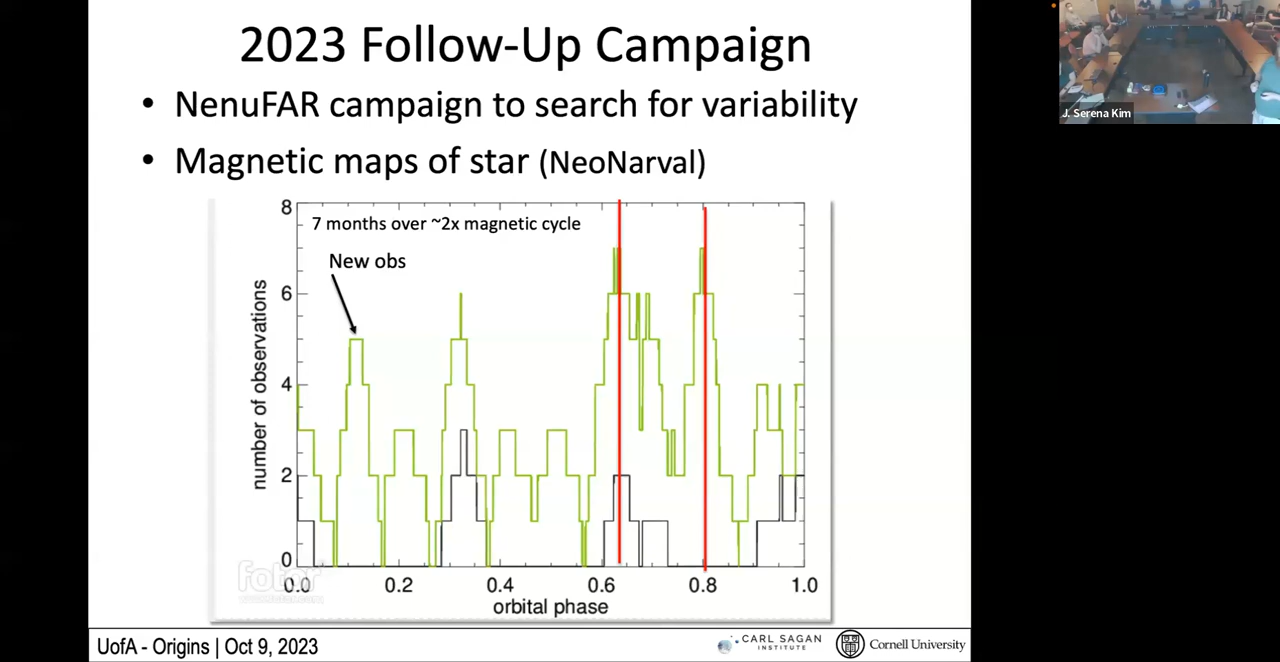 2023 Follow-Up Campaign
J. Serena Kim
• NenuFAR campaign to search for variability
• Magnetic maps of star (NeoNarval)
8
7 months over ~2x magnetic cycle
New obs
6
number of observations
4
2
0
fotor
0.0 0.2 0.4 0.6 0.8 1.0
orbital phase
UofA - Origins | Oct 9, 2023
CARL SAGAN
INSTITUTE
Cornell University